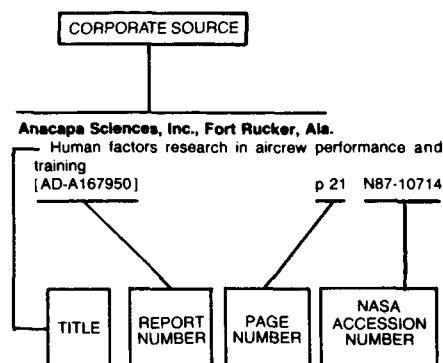 CORPORATE SOURCE
Anacapa Sciences, Inc., Fort Rucker, Ala.
Human factors research in aircrew performance and
training
[AD-A167950] p 21 N87-10714
TITLE
REPORT
NUMBER
PAGE
NUMBER
NASA
ACCESSION
NUMBER